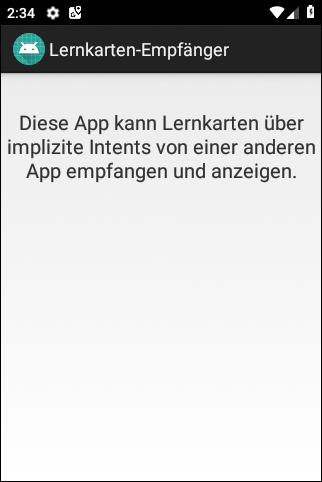 2:34
Lernkarten-Empfänger
Diese App kann Lernkarten über
implizite Intents von einer anderen
App empfangen und anzeigen.